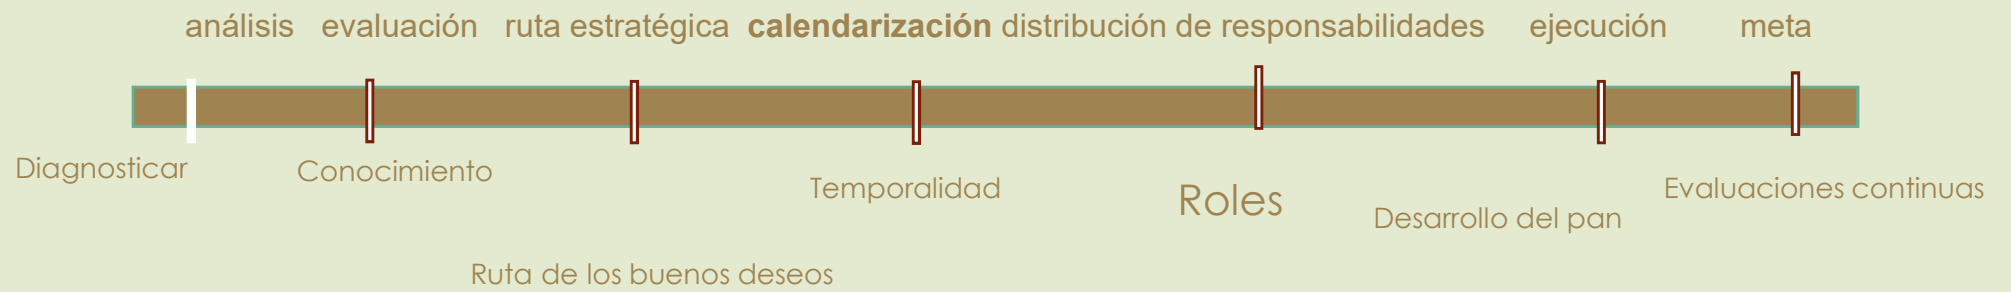 análisis evaluación ruta estratégica calendarización distribución de responsabilidades ejecución meta
Diagnosticar
Conocimiento
Temporalidad
Roles
Evaluaciones continuas
Desarrollo del pan
Ruta de los buenos deseos